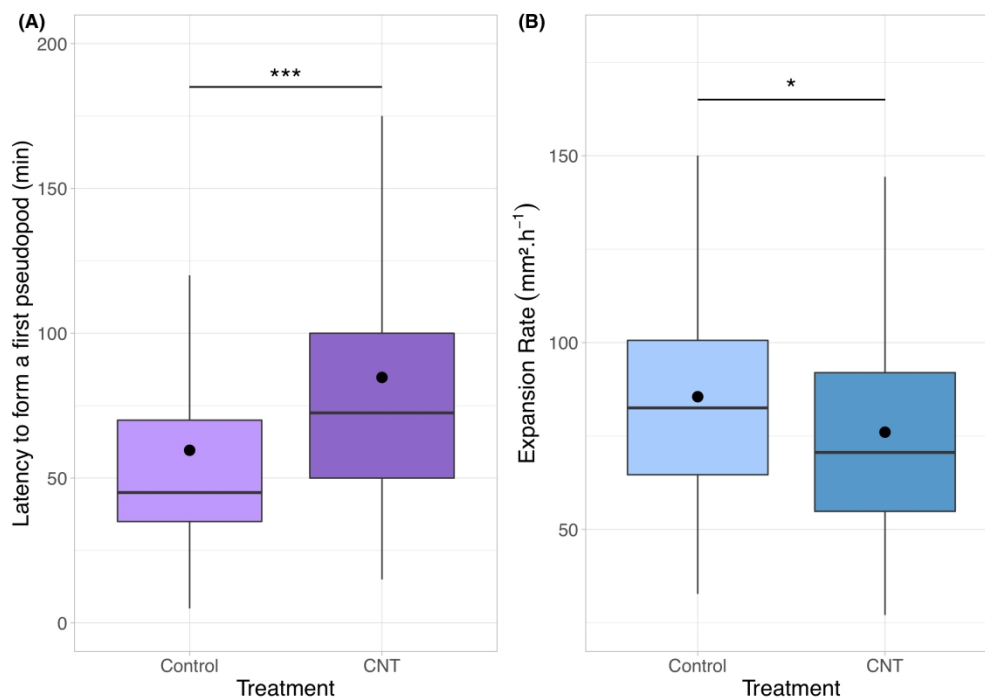 (A)
Latency to form a first pseudopod (min)
200
150
100
50
0
***
Control CNT
Treatment
(B)
Expansion Rate (mm².h⁻¹)
150
100
50
*
Control CNT
Treatment